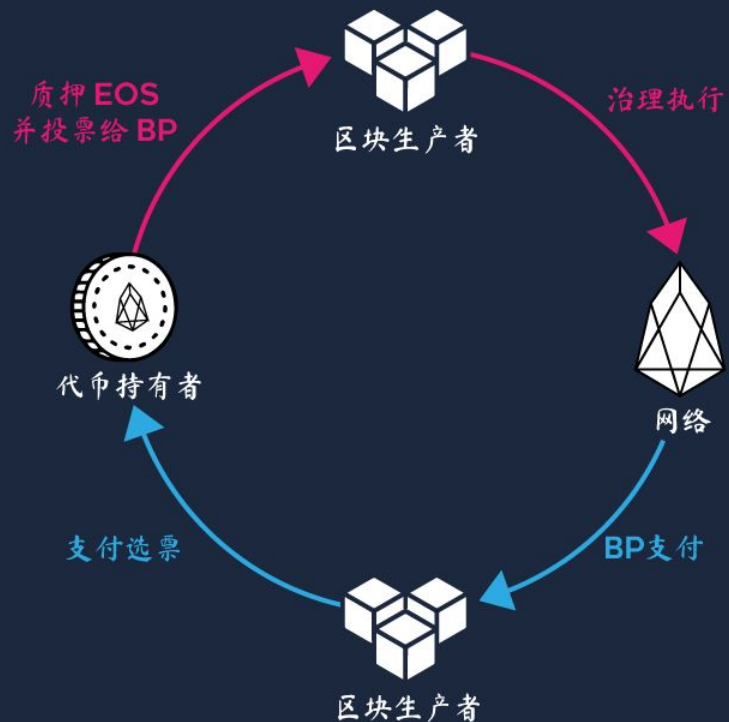 质押 EOS
并投票给 BP
区块生产者
治理执行
代币持有者
网络
支付选票
BP支付
区块生产者